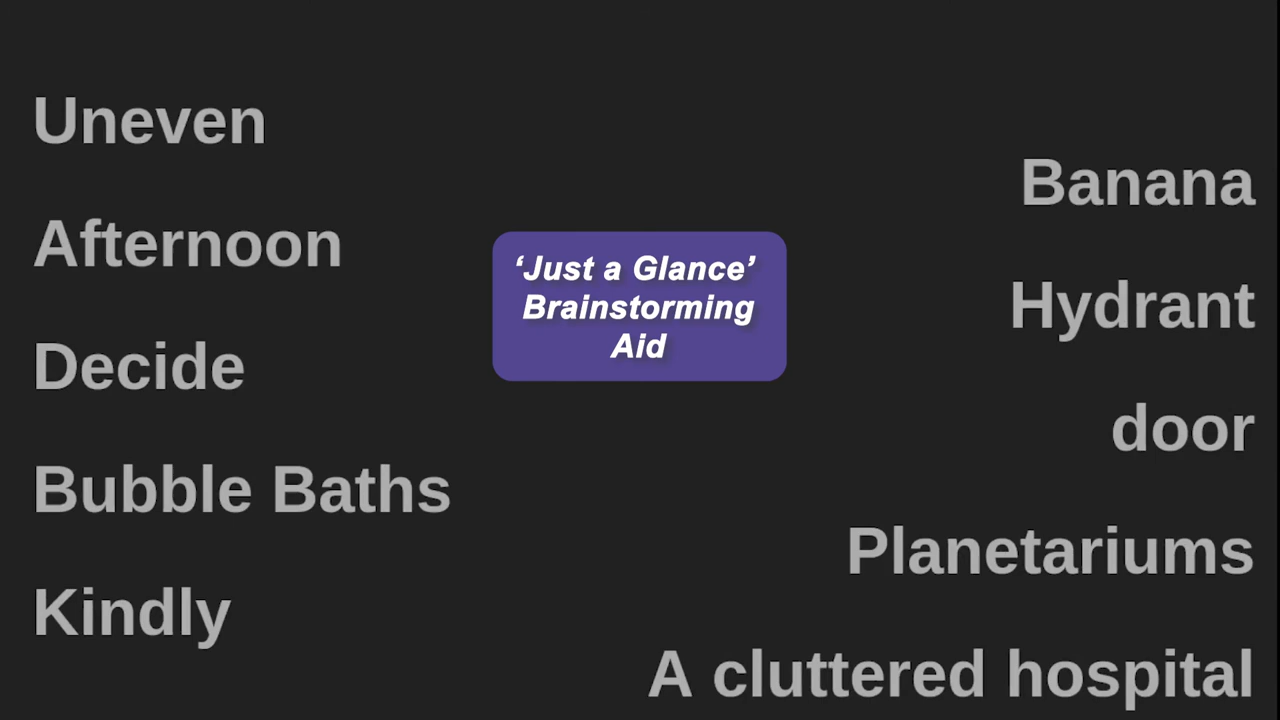 Uneven
Afternoon
Decide
Bubble Baths
Kindly
‘Just a Glance’
Brainstorming
Aid
Banana
Hydrant
door
Planetariums
A cluttered hospital